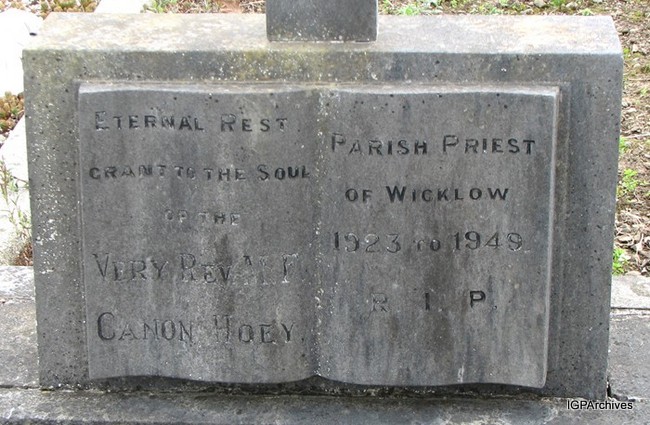 ETERNAL REST
GRANT TO THE SOUL
OF THE
VERY REV. M. F.
CANON HOEY.
PARISH PRIEST
OF WICKLOW
1923 TO 1949
R. I. P.
IGPArchives